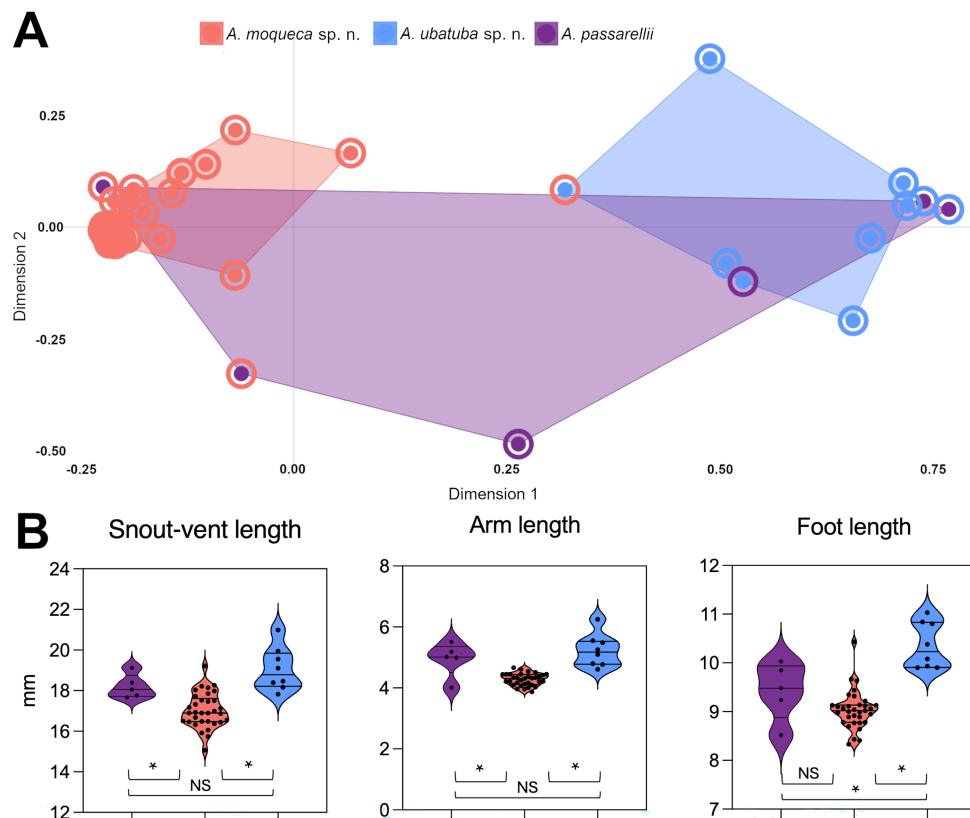 A
A. moqueca sp. n. A. ubatuba sp. n. A. passarellii
0.25
0.00
-0.25
-0.50
Dimension 2
-0.25 0.00 0.25 0.50 0.75
Dimension 1
B
Snout-vent length
24
22
20
18
16
14
12
mm
* *
NS
Arm length
8
6
4
2
0
* *
NS
Foot length
12
11
10
9
8
7
NS *
*